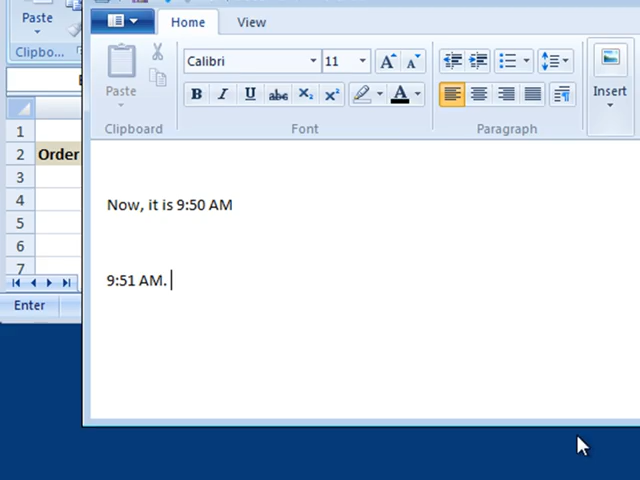 Home View
Paste
Calibri 11
Paste
B I U abc X₂ X² A
Insert
Clipbo...
Clipboard Font Paragraph
1
2 Order
3
4
5
6
7
Now, it is 9:50 AM
9:51 AM.
Enter